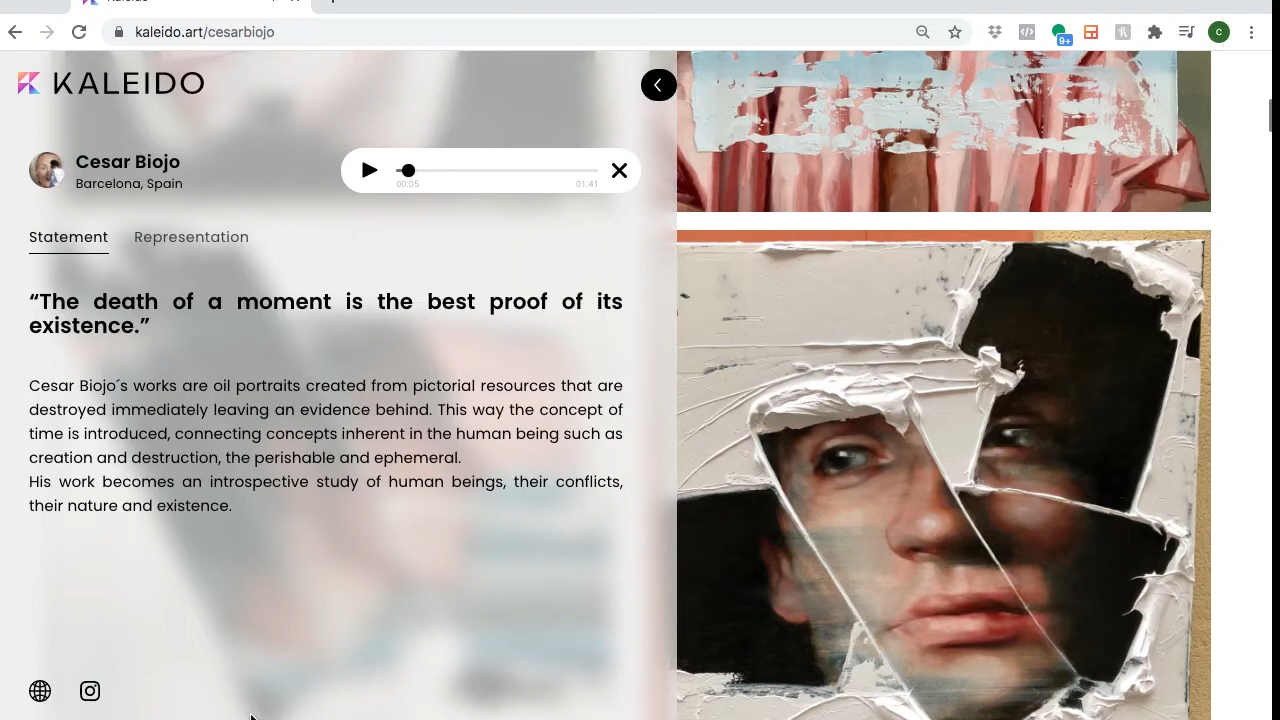 Kaleido
kaleido.art/cesarbiojo
9+
c
KALEIDO
Cesar Biojo
Barcelona, Spain
00:05
01:41
Statement
Representation
“The death of a moment is the best proof of its
existence.”
Cesar Biojo´s works are oil portraits created from pictorial resources that are
destroyed immediately leaving an evidence behind. This way the concept of
time is introduced, connecting concepts inherent in the human being such as
creation and destruction, the perishable and ephemeral.
His work becomes an introspective study of human beings, their conflicts,
their nature and existence.